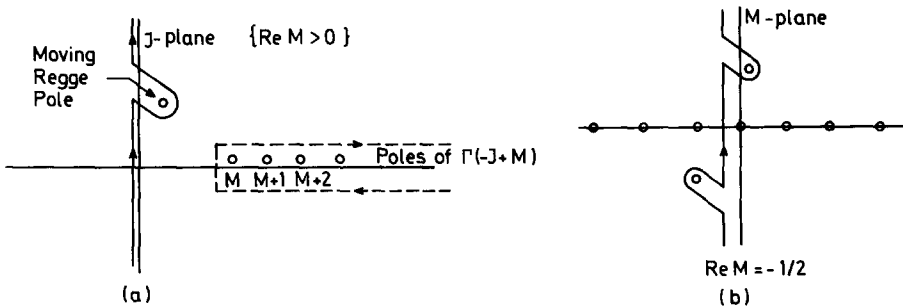 J-plane {Re M > 0}
Moving
Regge
Pole
Poles of Γ(-J+M)
M M+1 M+2
(a)
M-plane
Re M = -1/2
(b)